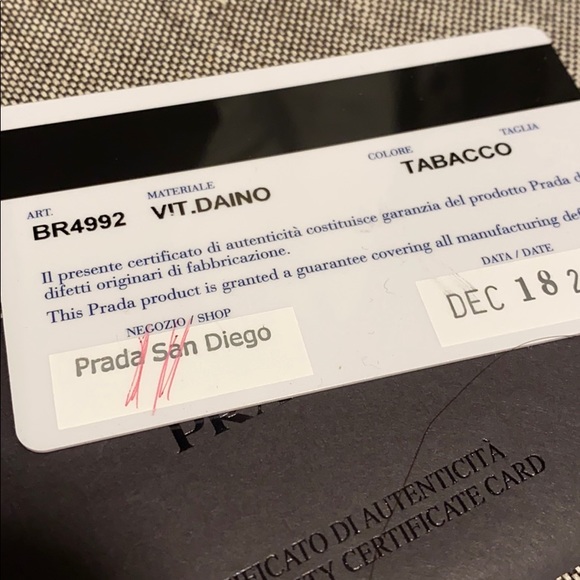 ART.
BR4992
MATERIALE
VIT.DAINO
COLORE
TABACCO
TAGLIA
Il presente certificato di autenticità costituisce garanzia del prodotto Prada
difetti originari di fabbricazione.
This Prada product is granted a guarantee covering all manufacturing
DATA / DATE
DEC 18 2
NEGOZIO / SHOP
Prada San Diego
CERTIFICATE CARD
DI AUTENTICITÀ